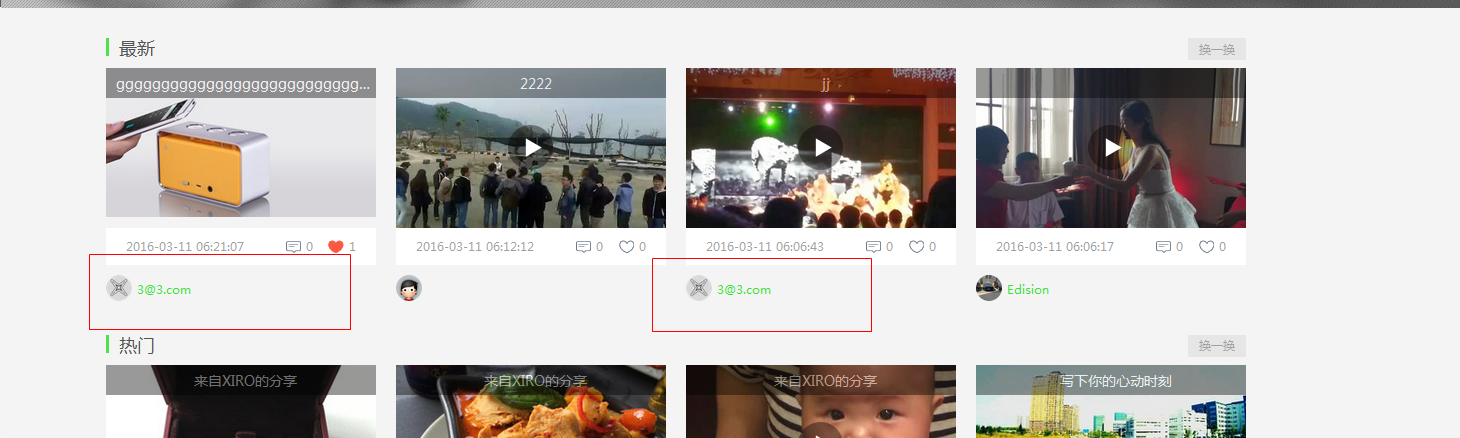 最新
换一换
ggggggggggggggggggggggggggg...
2222
jj
2016-03-11 06:21:07 0 1
2016-03-11 06:12:12 0 0
2016-03-11 06:06:43 0 0
2016-03-11 06:06:17 0 0
3@3.com
3@3.com
Edision
热门
换一换
来自XIRO的分享
来自XIRO的分享
来自XIRO的分享
写下你的心动时刻